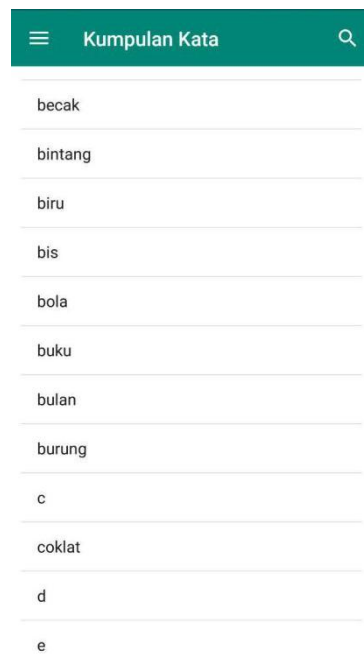 Kumpulan Kata
becak
bintang
biru
bis
bola
buku
bulan
burung
c
coklat
d
e